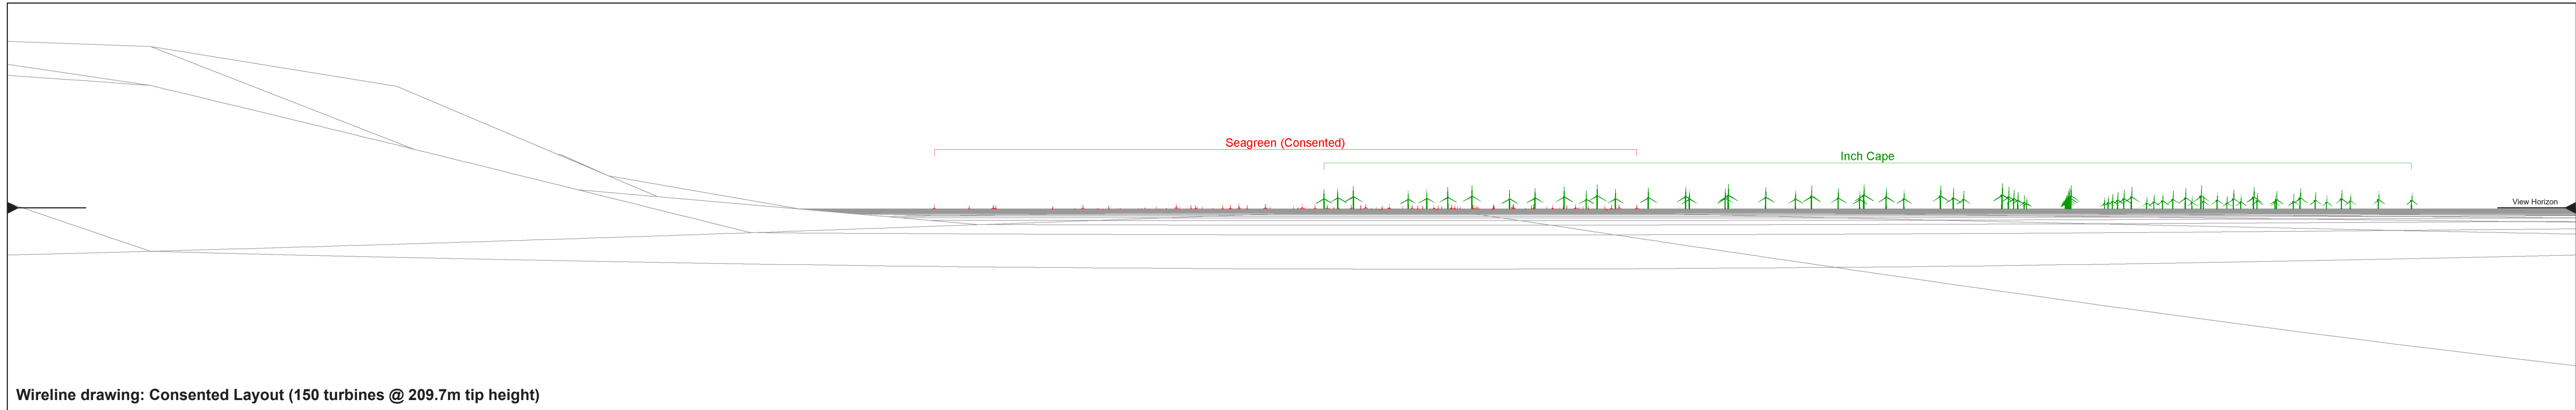 Seagreen (Consented)
Inch Cape
View Horizon
Wireline drawing: Consented Layout (150 turbines @ 209.7m tip height)